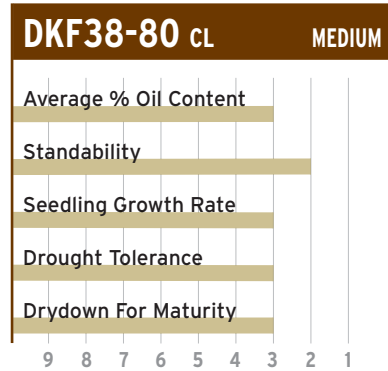 DKF38-80 CL MEDIUM
Average % Oil Content
Standability
Seedling Growth Rate
Drought Tolerance
Drydown For Maturity
9 8 7 6 5 4 3 2 1